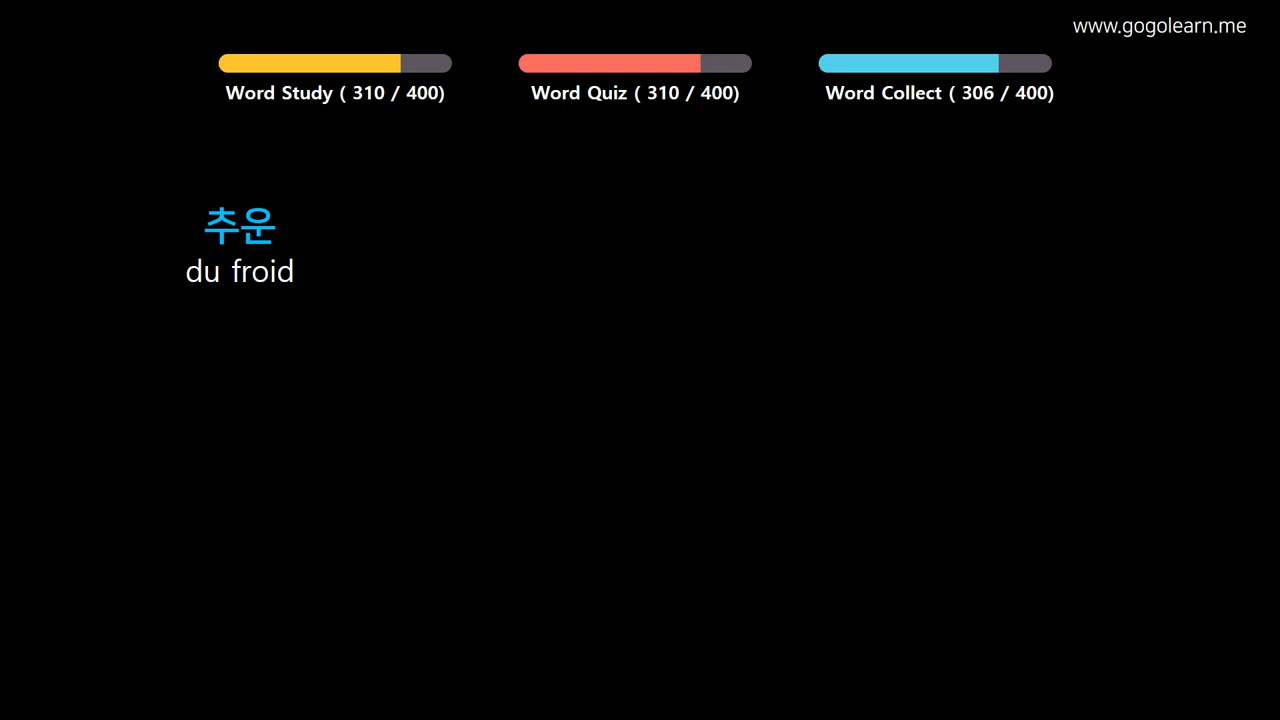 www.gogolearn.me
Word Study ( 310 / 400)
Word Quiz ( 310 / 400)
Word Collect ( 306 / 400)
추운
du froid